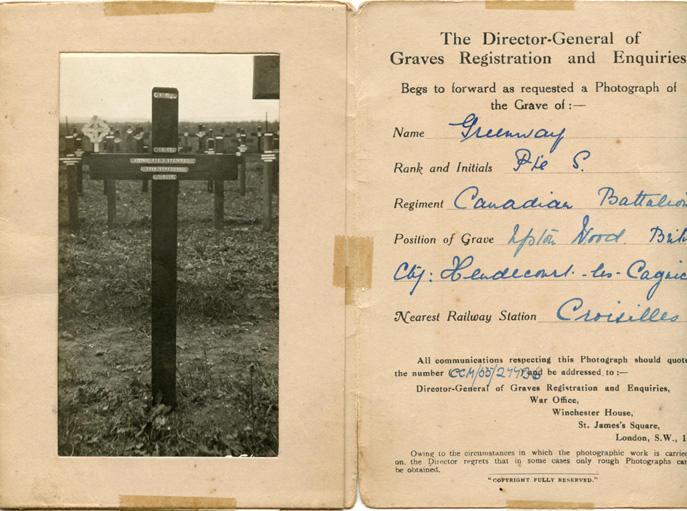 The Director-General of
Graves Registration and Enquiries
Begs to forward as requested a Photograph of
the Grave of :—
Name Greenway
Rank and Initials Pte S.
Regiment Canadian Battalion
Position of Grave Upton Wood. Brit
Cty: Hendecourt-les-Cagnic
Nearest Railway Station Croisilles
All communications respecting this Photograph should quote
the number and be addressed to :—
Director-General of Graves Registration and Enquiries,
War Office,
Winchester House,
St. James's Square,
London, S.W., 1
Owing to the circumstances in which the photographic work is carried
on, the Director regrets that in some cases only rough Photographs can
be obtained.
"COPYRIGHT FULLY RESERVED."